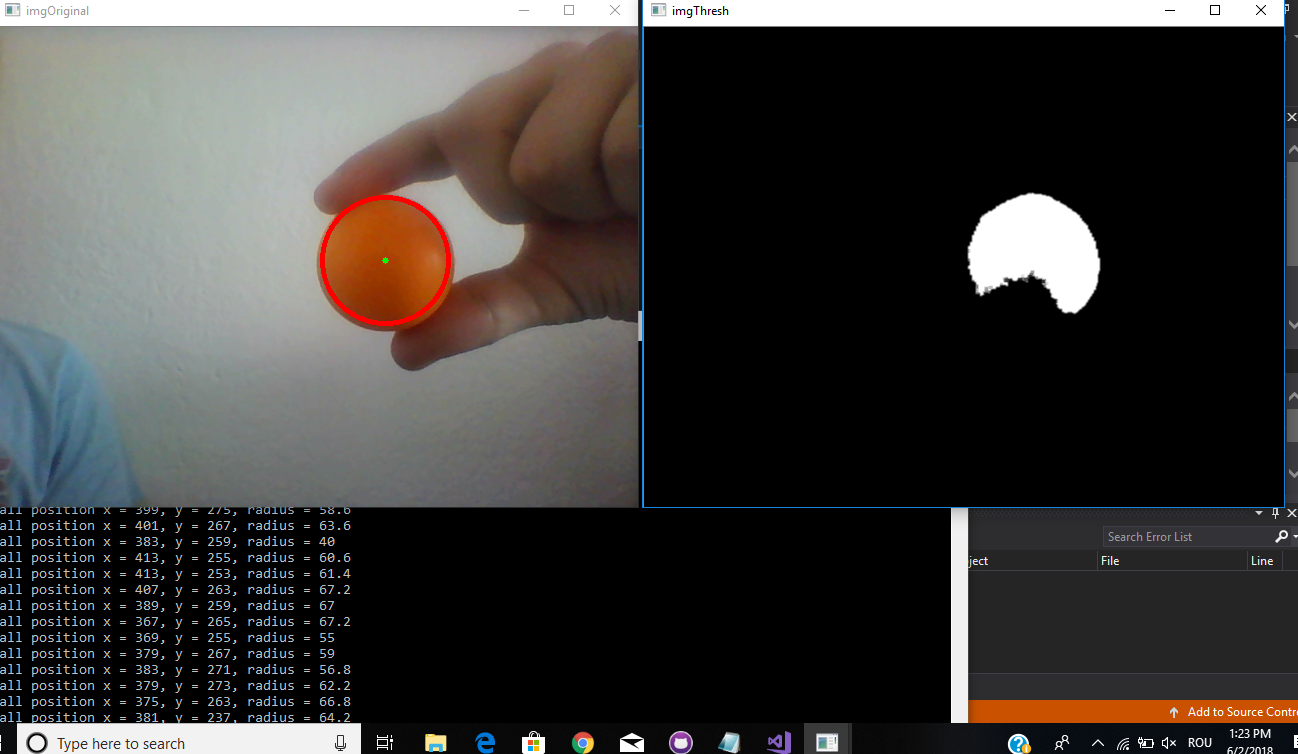 imgOriginal
imgThresh
all position x = 399, y = 275, radius = 58.6
all position x = 401, y = 267, radius = 63.6
all position x = 383, y = 259, radius = 40
all position x = 413, y = 255, radius = 60.6
all position x = 413, y = 253, radius = 61.4
all position x = 407, y = 263, radius = 67.2
all position x = 389, y = 259, radius = 67
all position x = 367, y = 265, radius = 67.2
all position x = 369, y = 255, radius = 55
all position x = 379, y = 267, radius = 59
all position x = 383, y = 271, radius = 56.8
all position x = 379, y = 273, radius = 62.2
all position x = 375, y = 263, radius = 66.8
all position x = 381, y = 237, radius = 64.2
Search Error List
ject File Line
Add to Source Contro
Type here to search
ROU
1:23 PM
6/2/2018